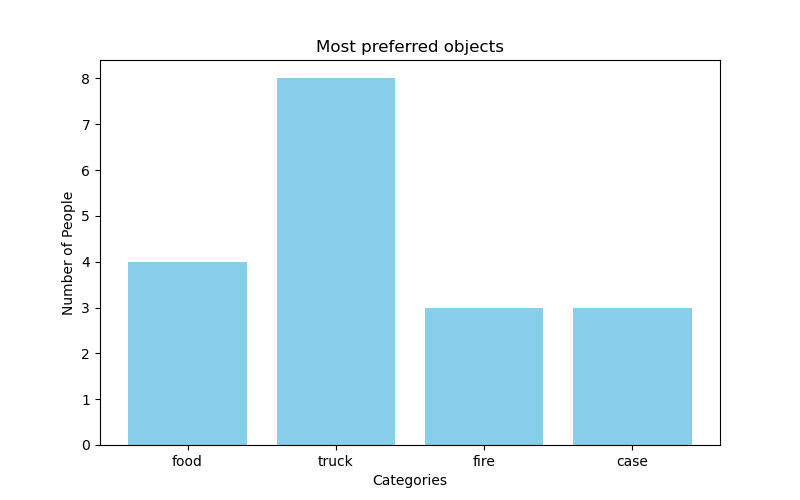 Most preferred objects
8
7
6
5
4
3
2
1
0
Number of People
food truck fire case
Categories